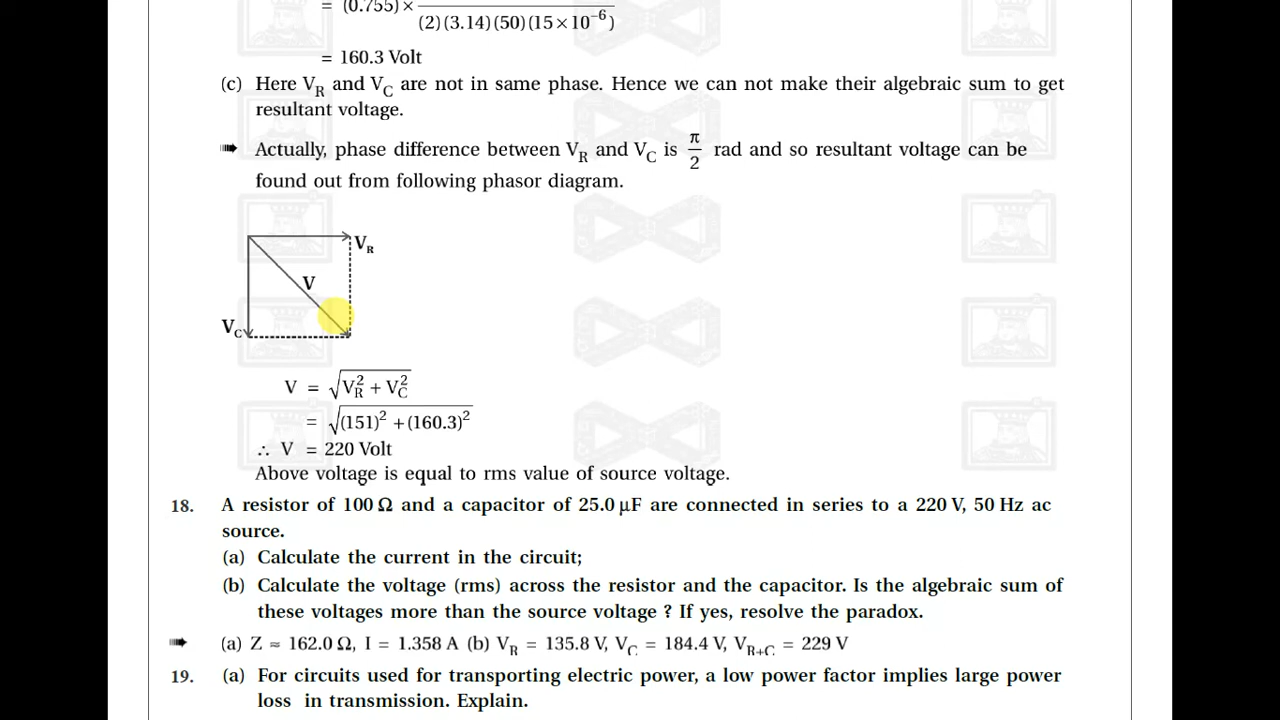 = (0.755) ×
(2)(3.14)(50)(15×10⁻⁶)
= 160.3 Volt
(c) Here V_R and V_C are not in same phase. Hence we can not make their algebraic sum to get
resultant voltage.
➠ Actually, phase difference between V_R and V_C is π/2 rad and so resultant voltage can be
found out from following phasor diagram.
V_R
V
V_C
V = √(V_R² + V_C²)
= √((151)² + (160.3)²)
∴ V = 220 Volt
Above voltage is equal to rms value of source voltage.
18. A resistor of 100 Ω and a capacitor of 25.0 μF are connected in series to a 220 V, 50 Hz ac
source.
(a) Calculate the current in the circuit;
(b) Calculate the voltage (rms) across the resistor and the capacitor. Is the algebraic sum of
these voltages more than the source voltage ? If yes, resolve the paradox.
➠ (a) Z ≈ 162.0 Ω, I = 1.358 A (b) V_R = 135.8 V, V_C = 184.4 V, V_R+C = 229 V
19. (a) For circuits used for transporting electric power, a low power factor implies large power
loss in transmission. Explain.